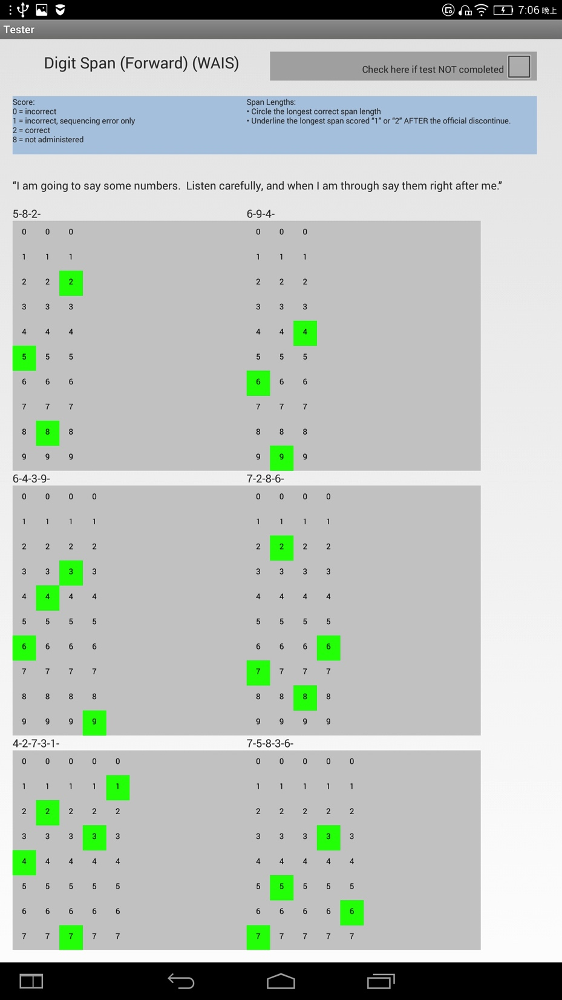 7:06 晚上
Tester
Digit Span (Forward) (WAIS)
Check here if test NOT completed
Score:
0 = incorrect
1 = incorrect, sequencing error only
2 = correct
8 = not administered
Span Lengths:
• Circle the longest correct span length
• Underline the longest span scored “1” or “2” AFTER the official discontinue.
“I am going to say some numbers.  Listen carefully, and when I am through say them right after me.”
5-8-2-
0 0 0
1 1 1
2 2 2
3 3 3
4 4 4
5 5 5
6 6 6
7 7 7
8 8 8
9 9 9
6-9-4-
0 0 0
1 1 1
2 2 2
3 3 3
4 4 4
5 5 5
6 6 6
7 7 7
8 8 8
9 9 9
6-4-3-9-
0 0 0 0
1 1 1 1
2 2 2 2
3 3 3 3
4 4 4 4
5 5 5 5
6 6 6 6
7 7 7 7
8 8 8 8
9 9 9 9
7-2-8-6-
0 0 0 0
1 1 1 1
2 2 2 2
3 3 3 3
4 4 4 4
5 5 5 5
6 6 6 6
7 7 7 7
8 8 8 8
9 9 9 9
4-2-7-3-1-
0 0 0 0 0
1 1 1 1 1
2 2 2 2 2
3 3 3 3 3
4 4 4 4 4
5 5 5 5 5
6 6 6 6 6
7 7 7 7 7
7-5-8-3-6-
0 0 0 0 0
1 1 1 1 1
2 2 2 2 2
3 3 3 3 3
4 4 4 4 4
5 5 5 5 5
6 6 6 6 6
7 7 7 7 7